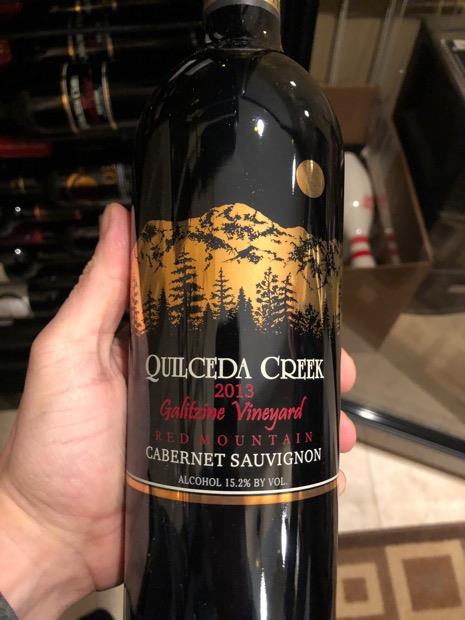 QUILCEDA CREEK
2013
Galitzine Vineyard
RED MOUNTAIN
CABERNET SAUVIGNON
ALCOHOL 15.2% BY VOL.